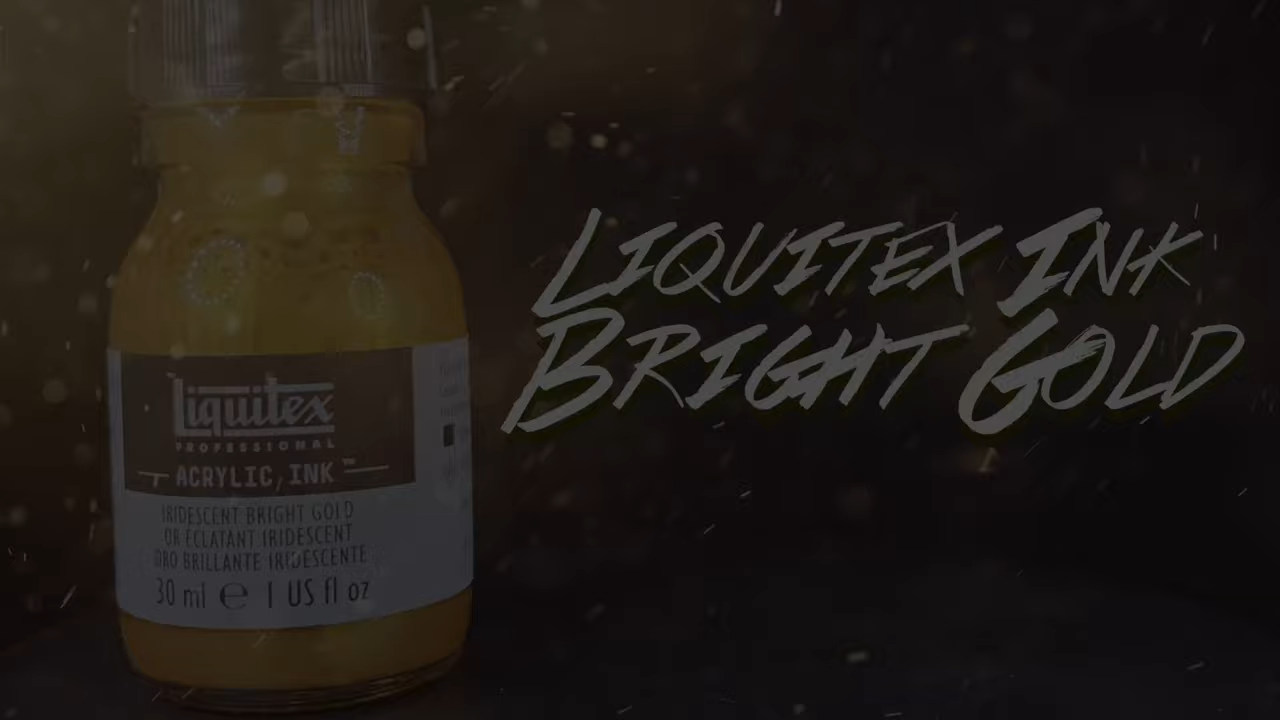 Liquitex
PROFESSIONAL
ACRYLIC INK™
IRIDESCENT BRIGHT GOLD
OR ÉCLATANT IRIDESCENT
ORO BRILLANTE IRIDESCENTE
30 ml e 1 US fl oz
LIQUITEX INK
BRIGHT GOLD